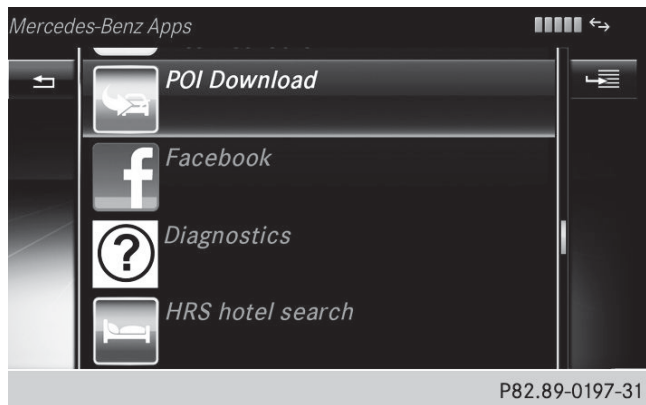 Mercedes-Benz Apps
POI Download
Facebook
Diagnostics
HRS hotel search
P82.89-0197-31